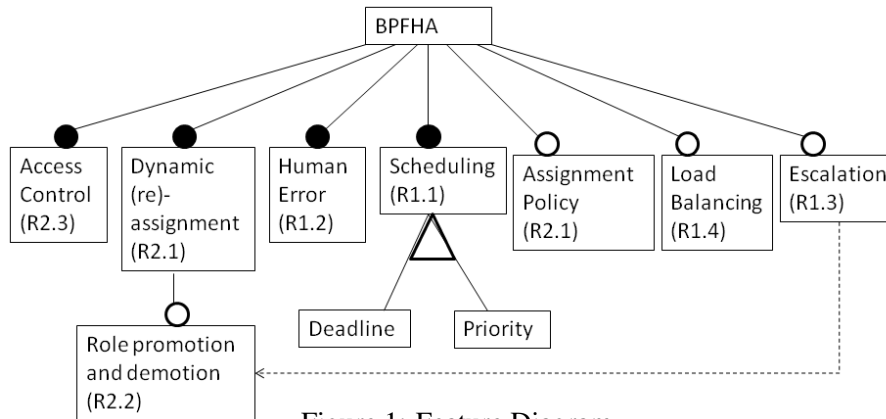 BPFHA
Access
Control
(R2.3)
Dynamic
(re)-
assignment
(R2.1)
Human
Error
(R1.2)
Scheduling
(R1.1)
Assignment
Policy
(R2.1)
Load
Balancing
(R1.4)
Escalation
(R1.3)
Deadline
Priority
Role promotion
and demotion
(R2.2)
Figure 1: Feature Diagram